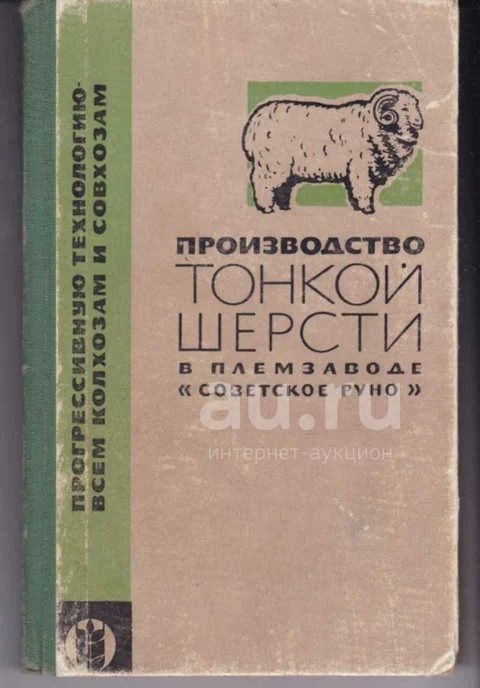 ПРОГРЕССИВНУЮ ТЕХНОЛОГИЮ-
ВСЕМ КОЛХОЗАМ И СОВХОЗАМ
ПРОИЗВОДСТВО
ТОНКОЙ
ШЕРСТИ
В ПЛЕМЗАВОДЕ
«СОВЕТСКОЕ РУНО»
au.ru
интернет-аукцион